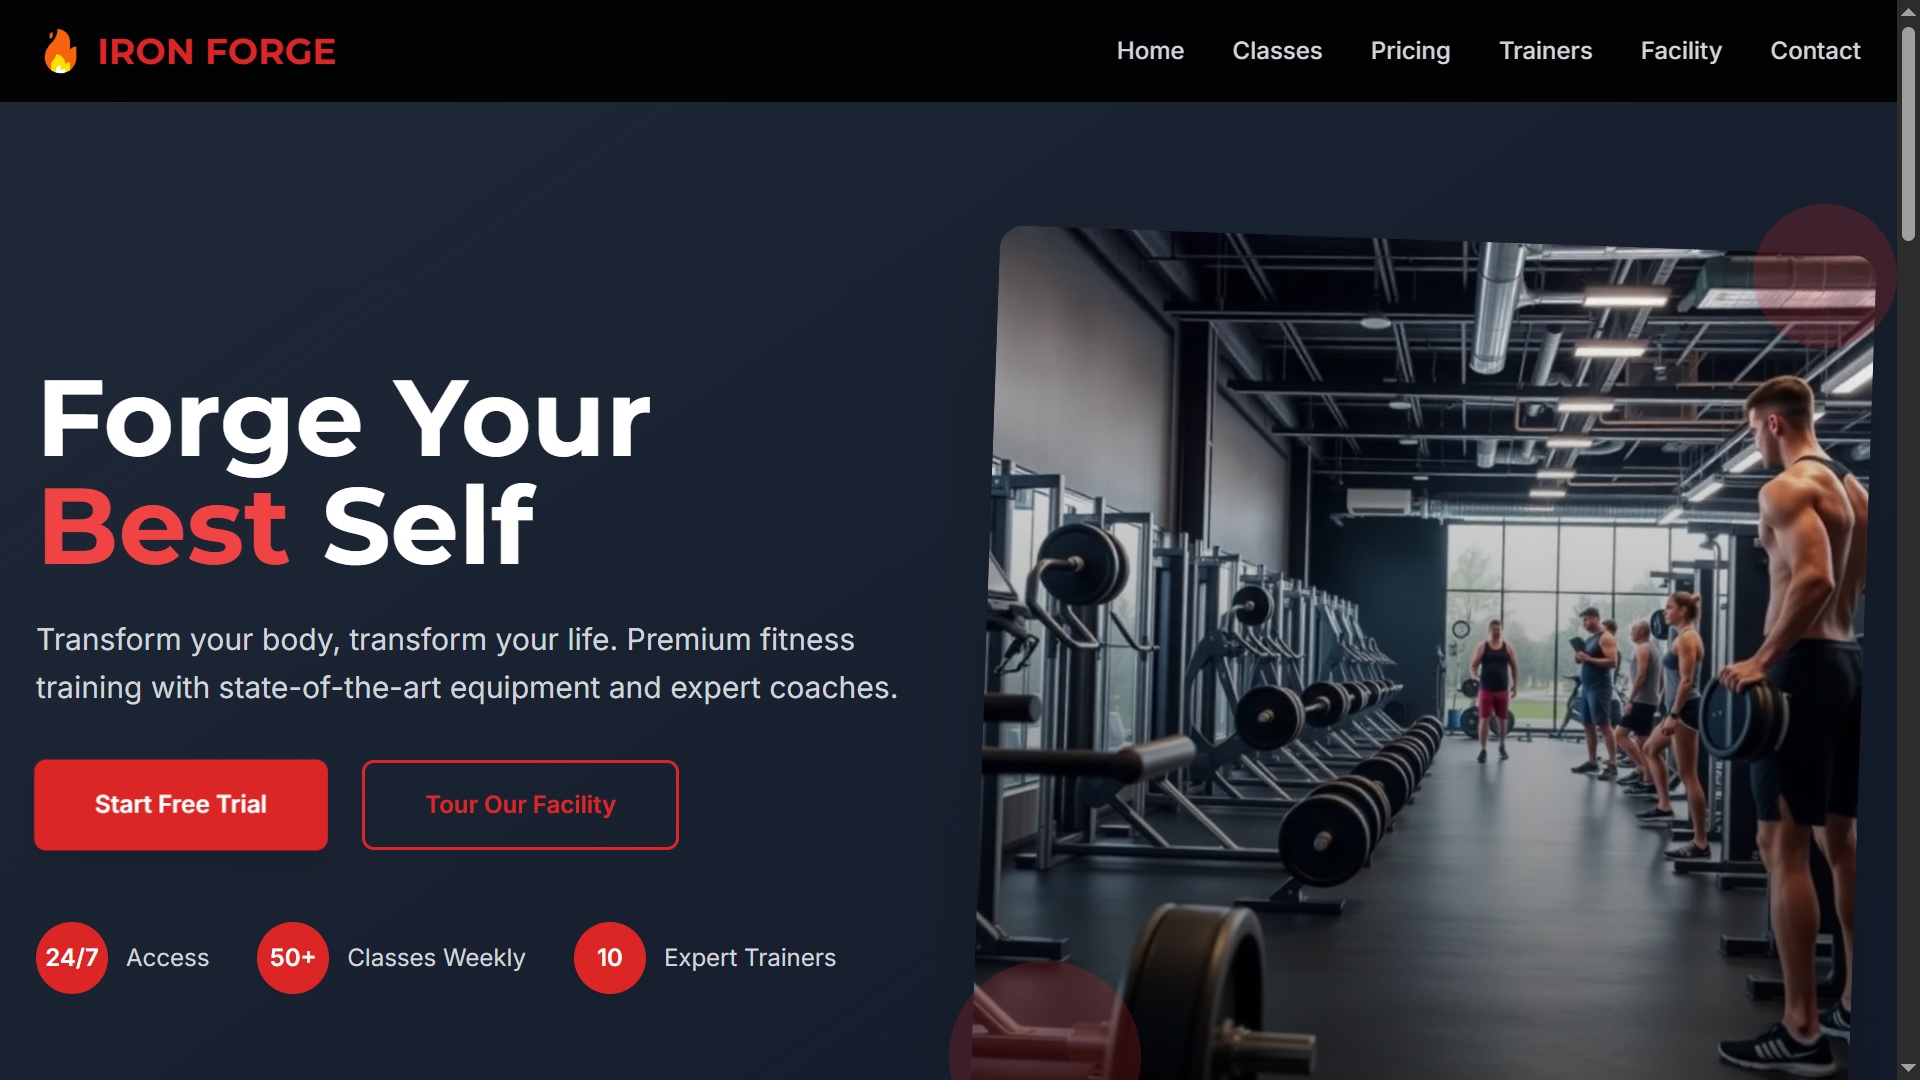 IRON FORGE
Home
Classes
Pricing
Trainers
Facility
Contact
Forge Your
Best Self
Transform your body, transform your life. Premium fitness
training with state-of-the-art equipment and expert coaches.
Start Free Trial
Tour Our Facility
24/7 Access
50+ Classes Weekly
10 Expert Trainers